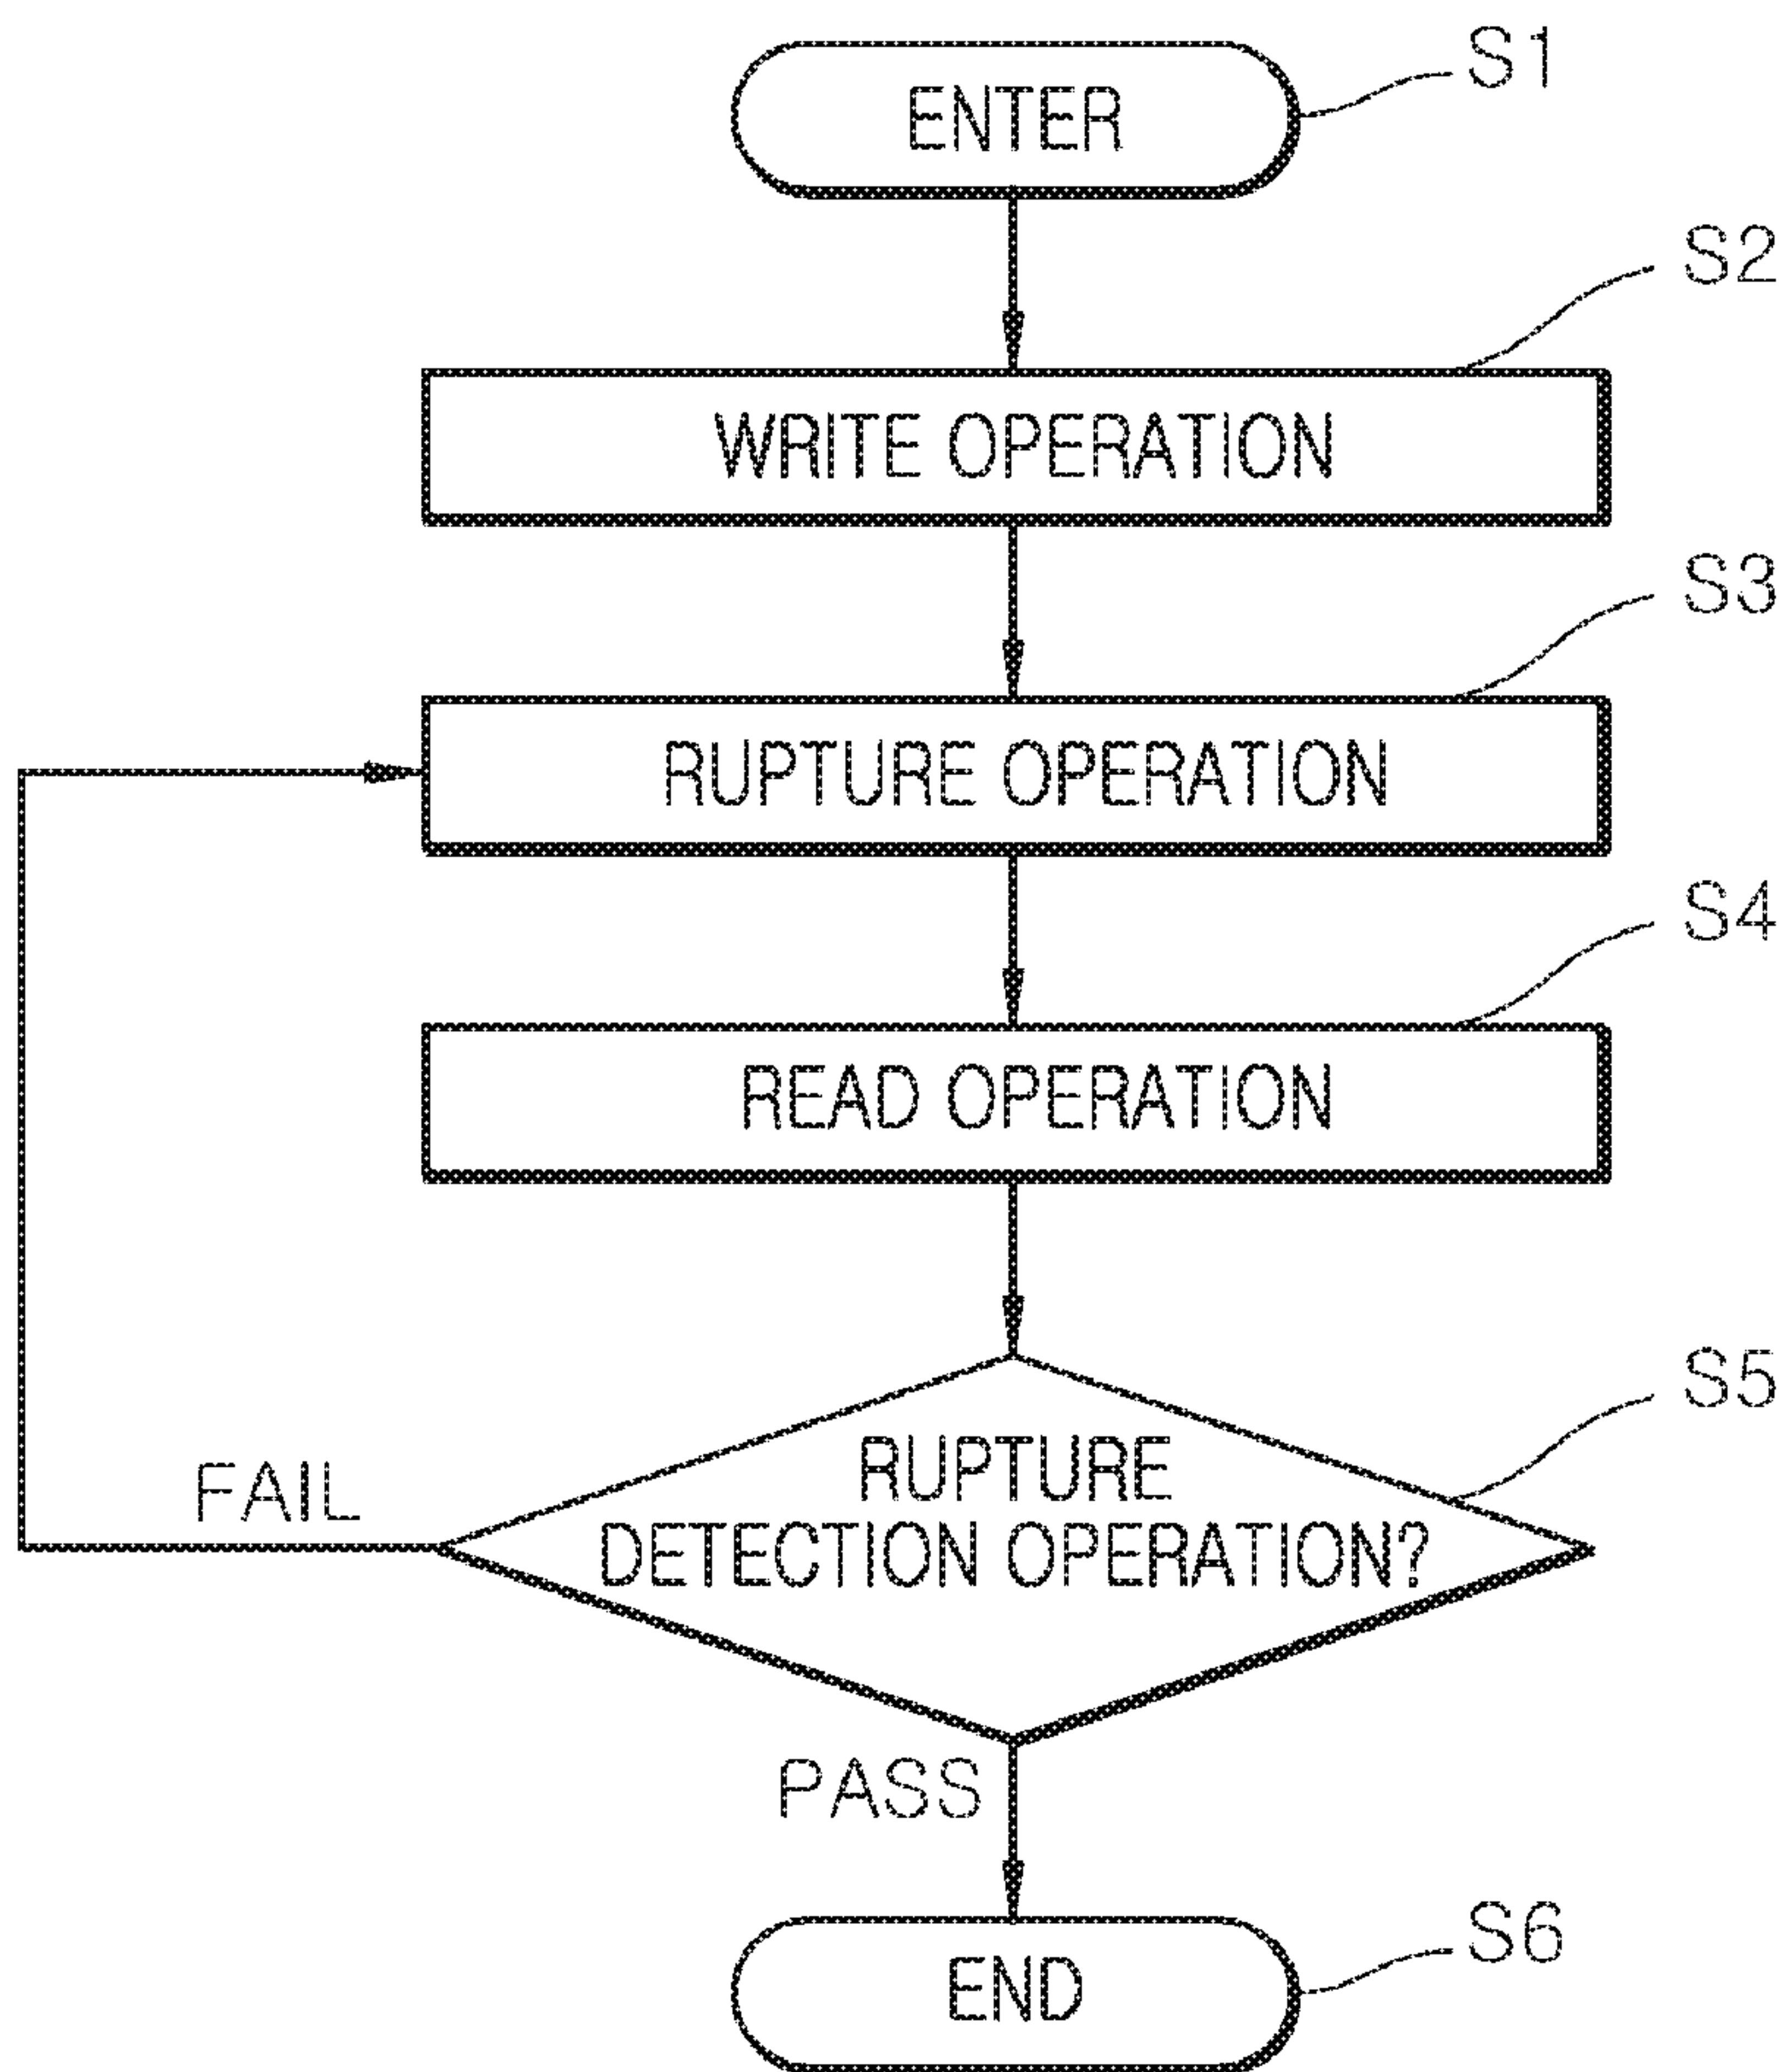 ENTER
S1
S2
WRITE OPERATION
S3
RUPTURE OPERATION
S4
READ OPERATION
S5
RUPTURE
DETECTION OPERATION?
FAIL
PASS
S6
END